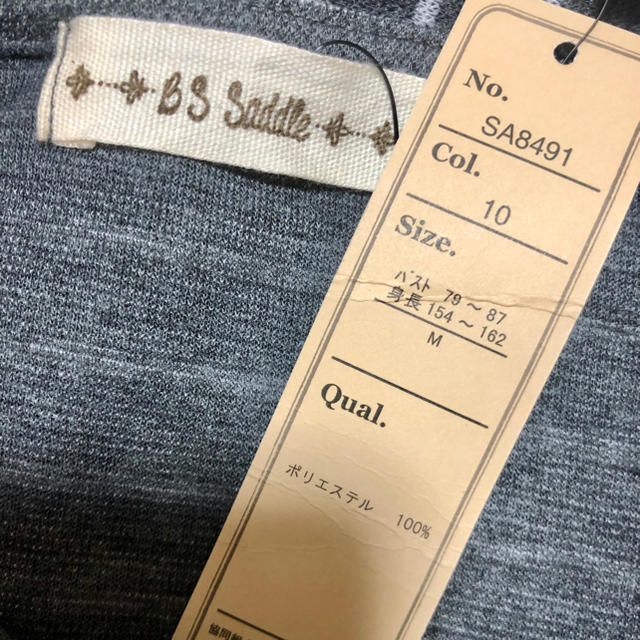 BS Saddle
No.
SA8491
Col.
10
Size.
バスト 79～87
身長 154～162
M
Qual.
ポリエステル 100%